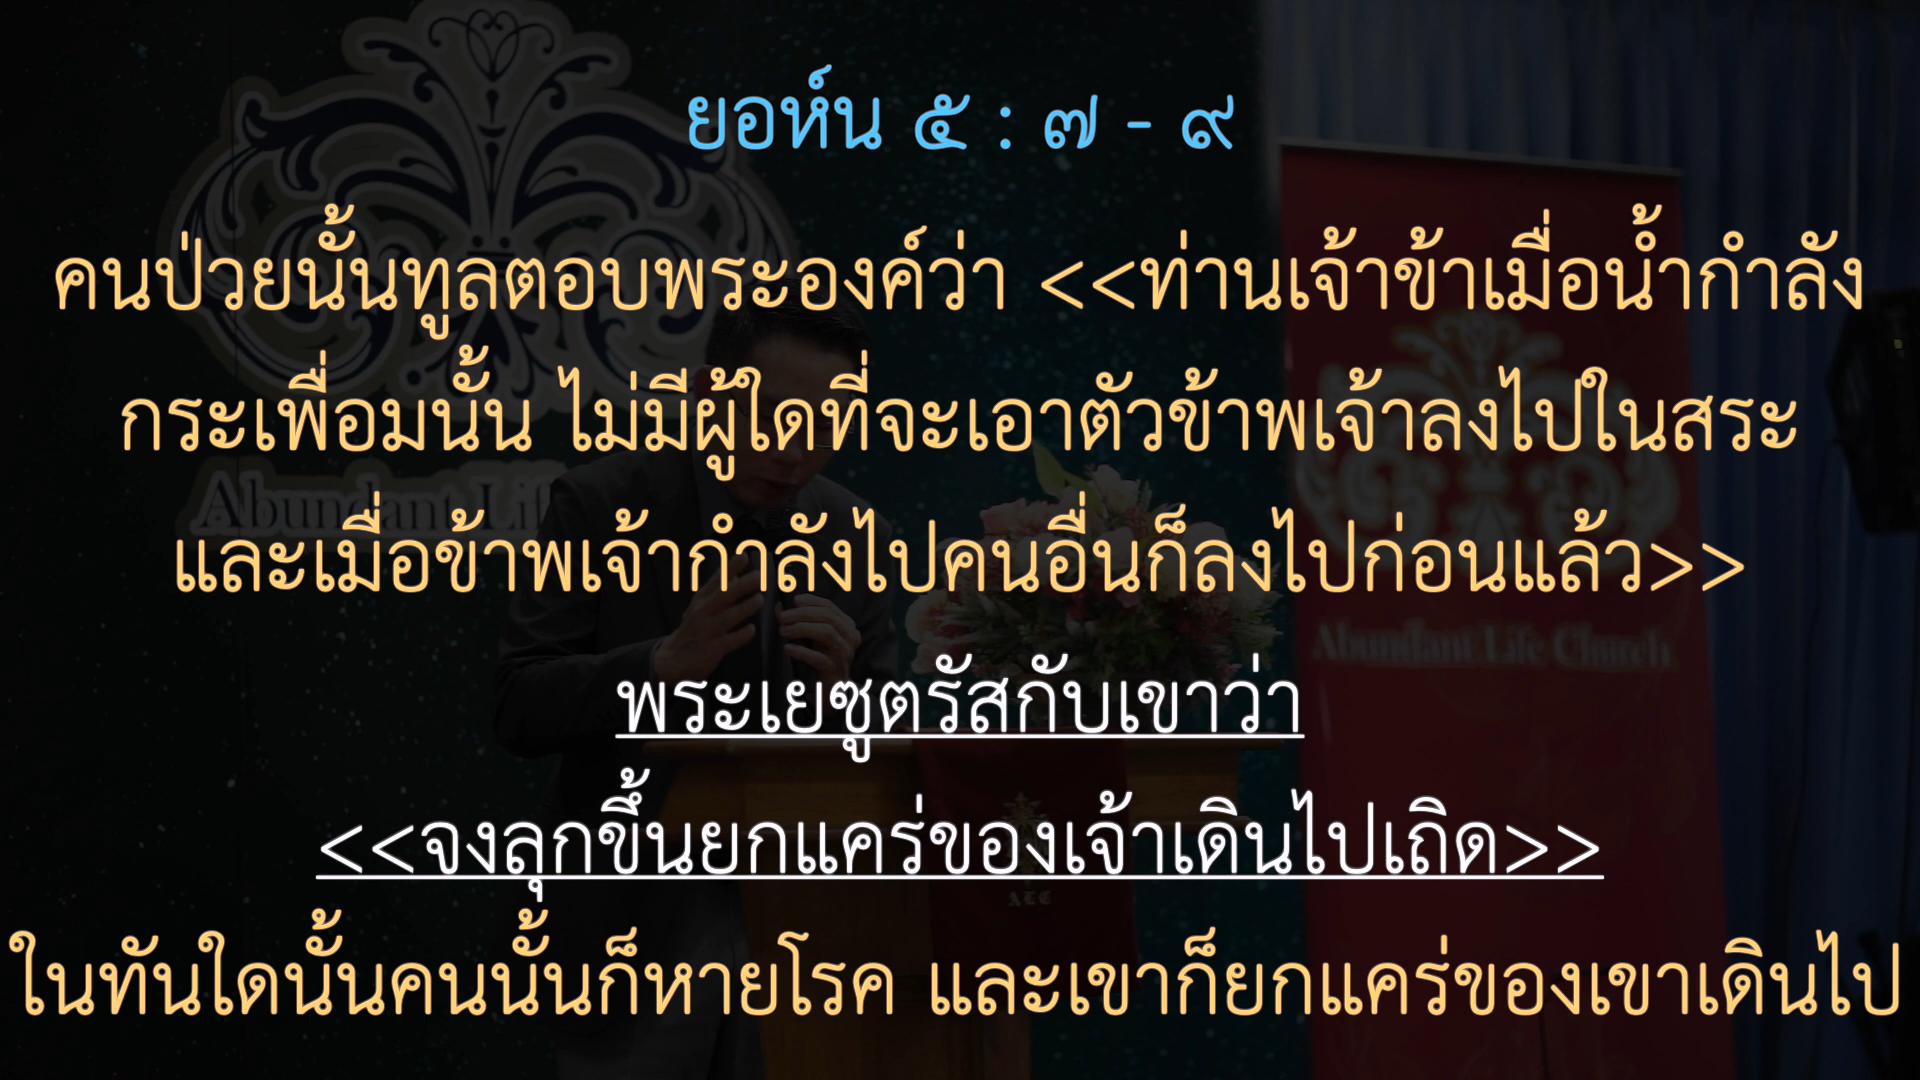 ยอห์น ๕ : ๗ - ๙
คนป่วยนั้นทูลตอบพระองค์ว่า <<ท่านเจ้าข้าเมื่อน้ำกำลัง
กระเพื่อมนั้น ไม่มีผู้ใดที่จะเอาตัวข้าพเจ้าลงไปในสระ
และเมื่อข้าพเจ้ากำลังไปคนอื่นก็ลงไปก่อนแล้ว>>
พระเยซูตรัสกับเขาว่า
<<จงลุกขึ้นยกแคร่ของเจ้าเดินไปเถิด>>
ในทันใดนั้นคนนั้นก็หายโรค และเขาก็ยกแคร่ของเขาเดินไป
Abundant Lif
Abundant Life Church
ALC